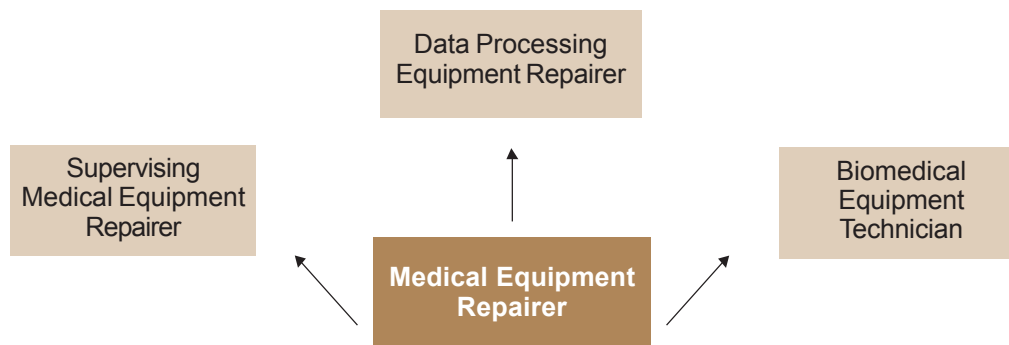 Data Processing
Equipment Repairer
Supervising
Medical Equipment
Repairer
Biomedical
Equipment
Technician
Medical Equipment
Repairer